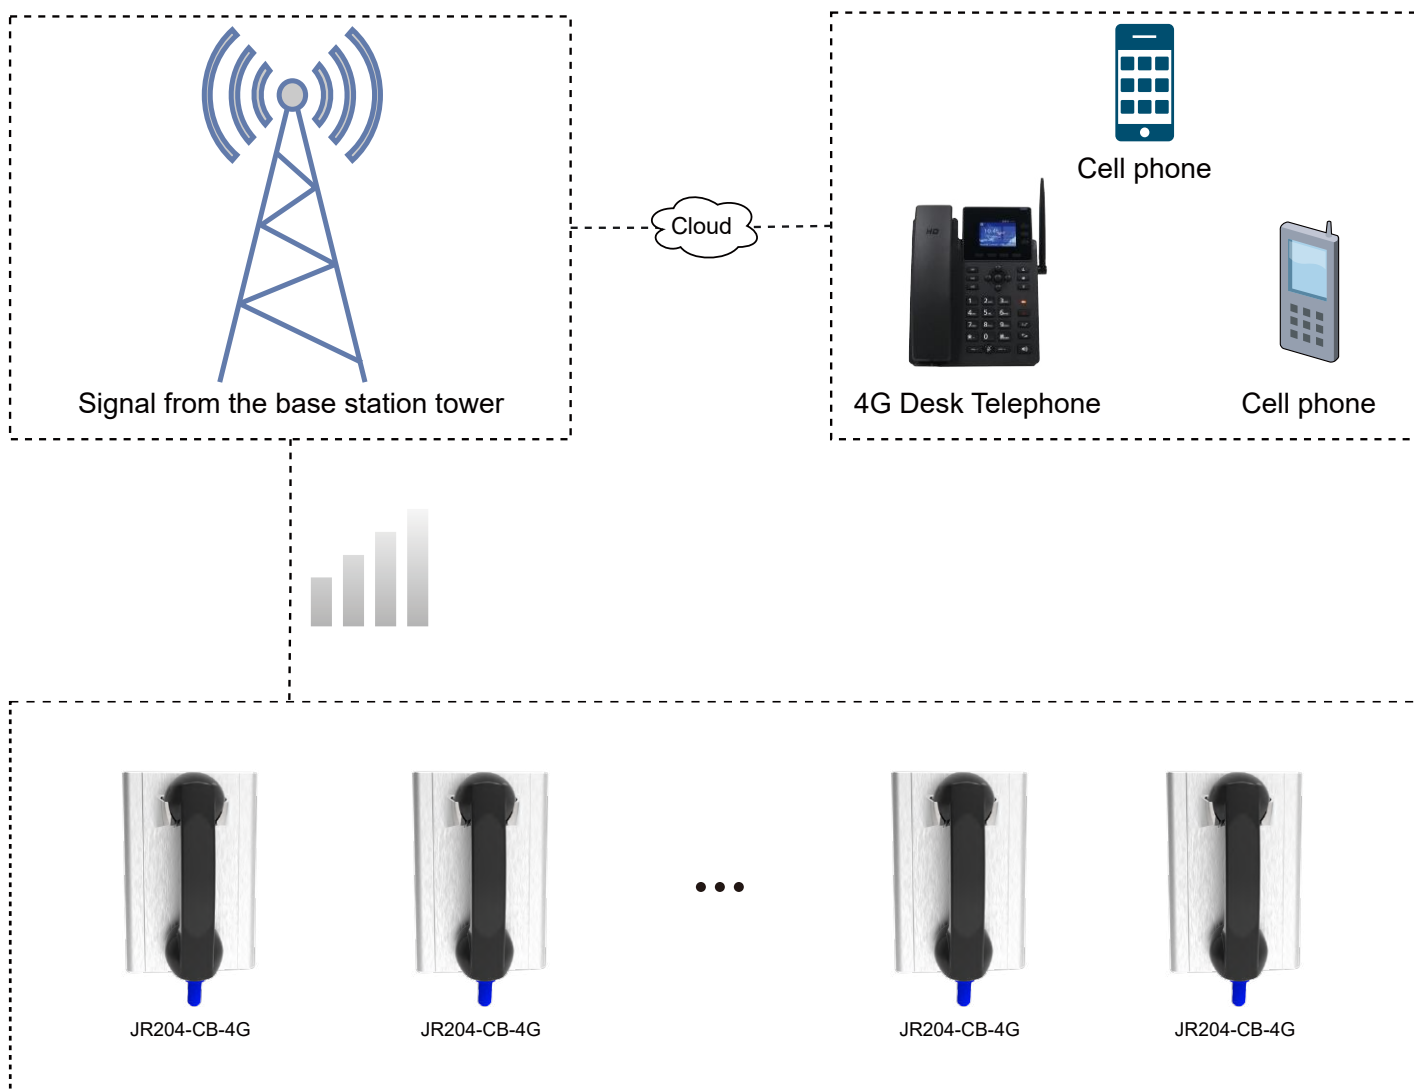 Cell phone
Cloud
Signal from the base station tower
4G Desk Telephone
Cell phone
JR204-CB-4G
JR204-CB-4G
JR204-CB-4G
JR204-CB-4G